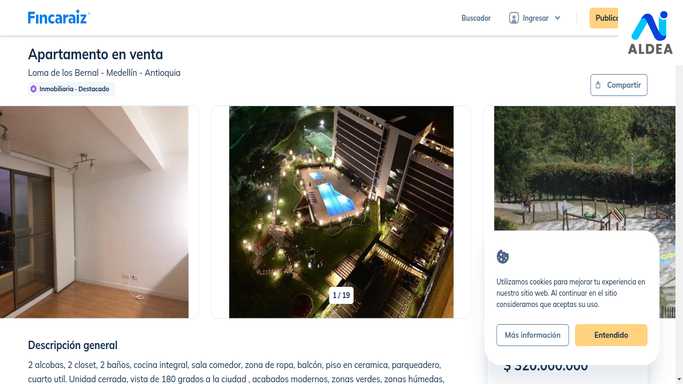 Fincaraiz
Buscador
Ingresar
Publica
ALDEA
Apartamento en venta
Loma de los Bernal - Medellín - Antioquia
Inmobiliaria - Destacado
Compartir
1 / 19
Utilizamos cookies para mejorar tu experiencia en
nuestro sitio web. Al continuar en el sitio
consideramos que aceptas su uso.
Más información
Entendido
$ 320.000.000
Descripción general
2 alcobas, 2 closet, 2 baños, cocina integral, sala comedor, zona de ropa, balcón, piso en ceramica, parqueadero,
cuarto util. Unidad cerrada, vista de 180 grados a la ciudad , acabados modernos, zonas verdes, zonas húmedas,